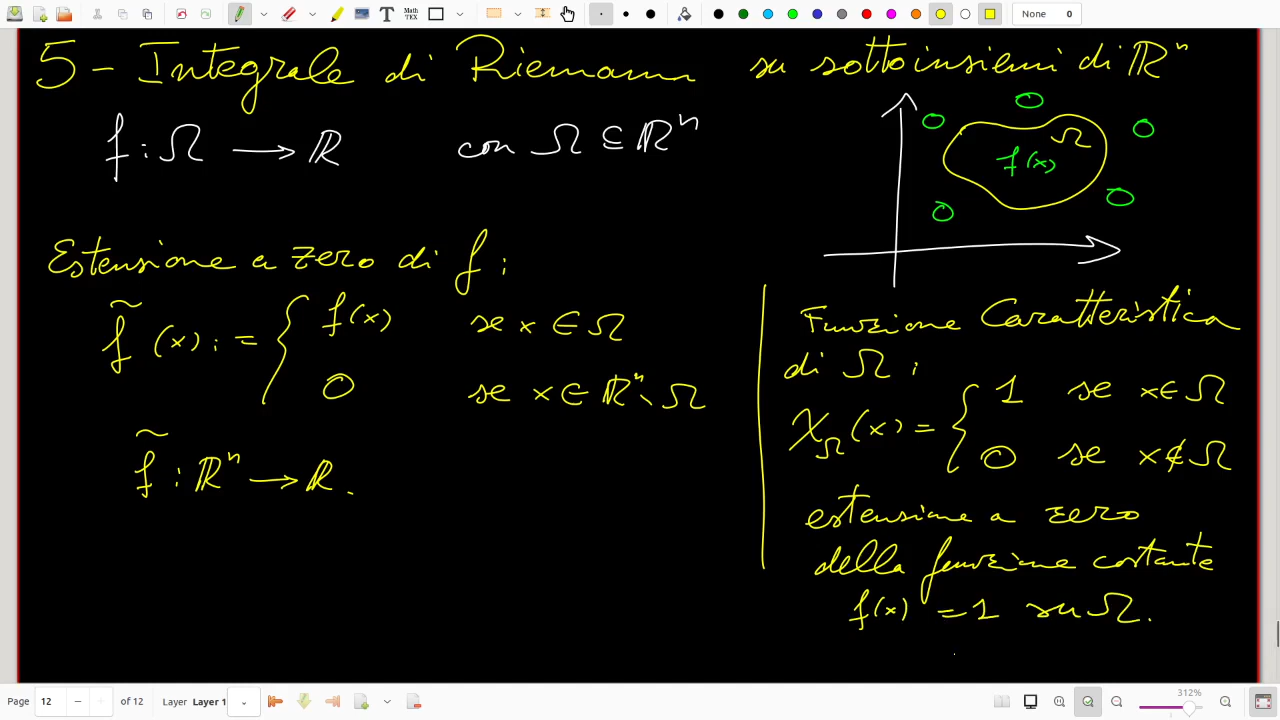 Math
TEX
T
None 0
5 - Integrale di Riemann su sottoinsiemi di ℝⁿ
f : Ω → ℝ con Ω ⊆ ℝⁿ
Ω
f(x)
0 0 0 0 0
Estensione a zero di f :
f̃(x) := { f(x) se x ∈ Ω
0 se x ∈ ℝⁿ \ Ω
f̃ : ℝⁿ → ℝ.
Funzione Caratteristica
di Ω :
χ_Ω(x) = { 1 se x ∈ Ω
0 se x ∉ Ω
estensione a zero
della funzione costante
f(x) = 1 su Ω.
Page 12 of 12 Layer Layer 1 312%